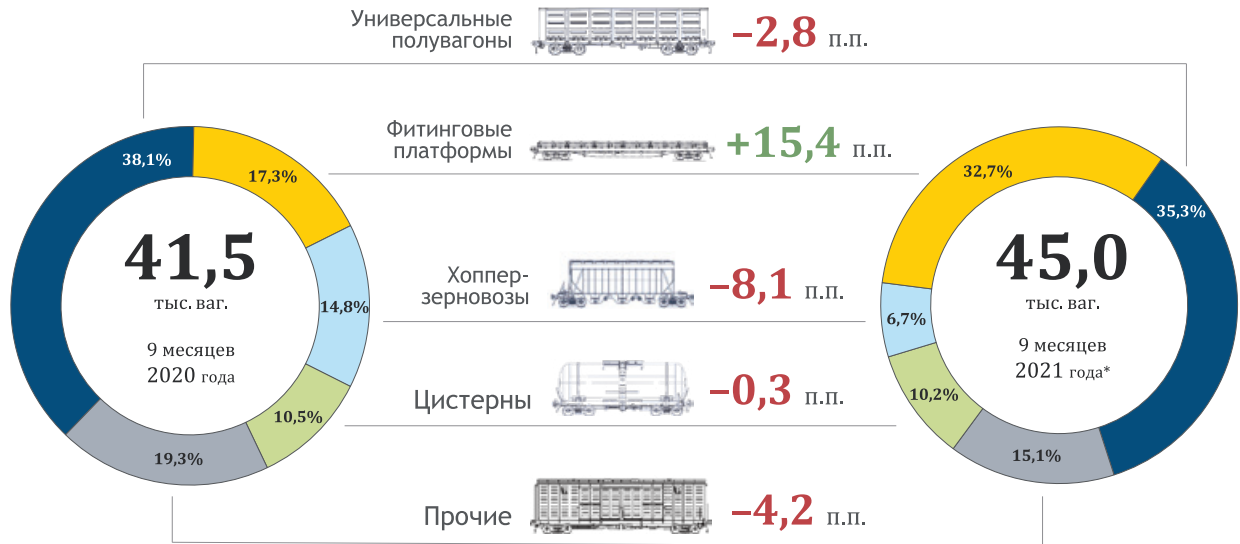 Универсальные
полувагоны
–2,8 п.п.
Фитинговые
платформы
+15,4 п.п.
Хоппер-
зерновозы
–8,1 п.п.
Цистерны
–0,3 п.п.
Прочие
–4,2 п.п.
38,1%
17,3%
14,8%
10,5%
19,3%
41,5
тыс. ваг.
9 месяцев
2020 года
32,7%
35,3%
6,7%
10,2%
15,1%
45,0
тыс. ваг.
9 месяцев
2021 года*